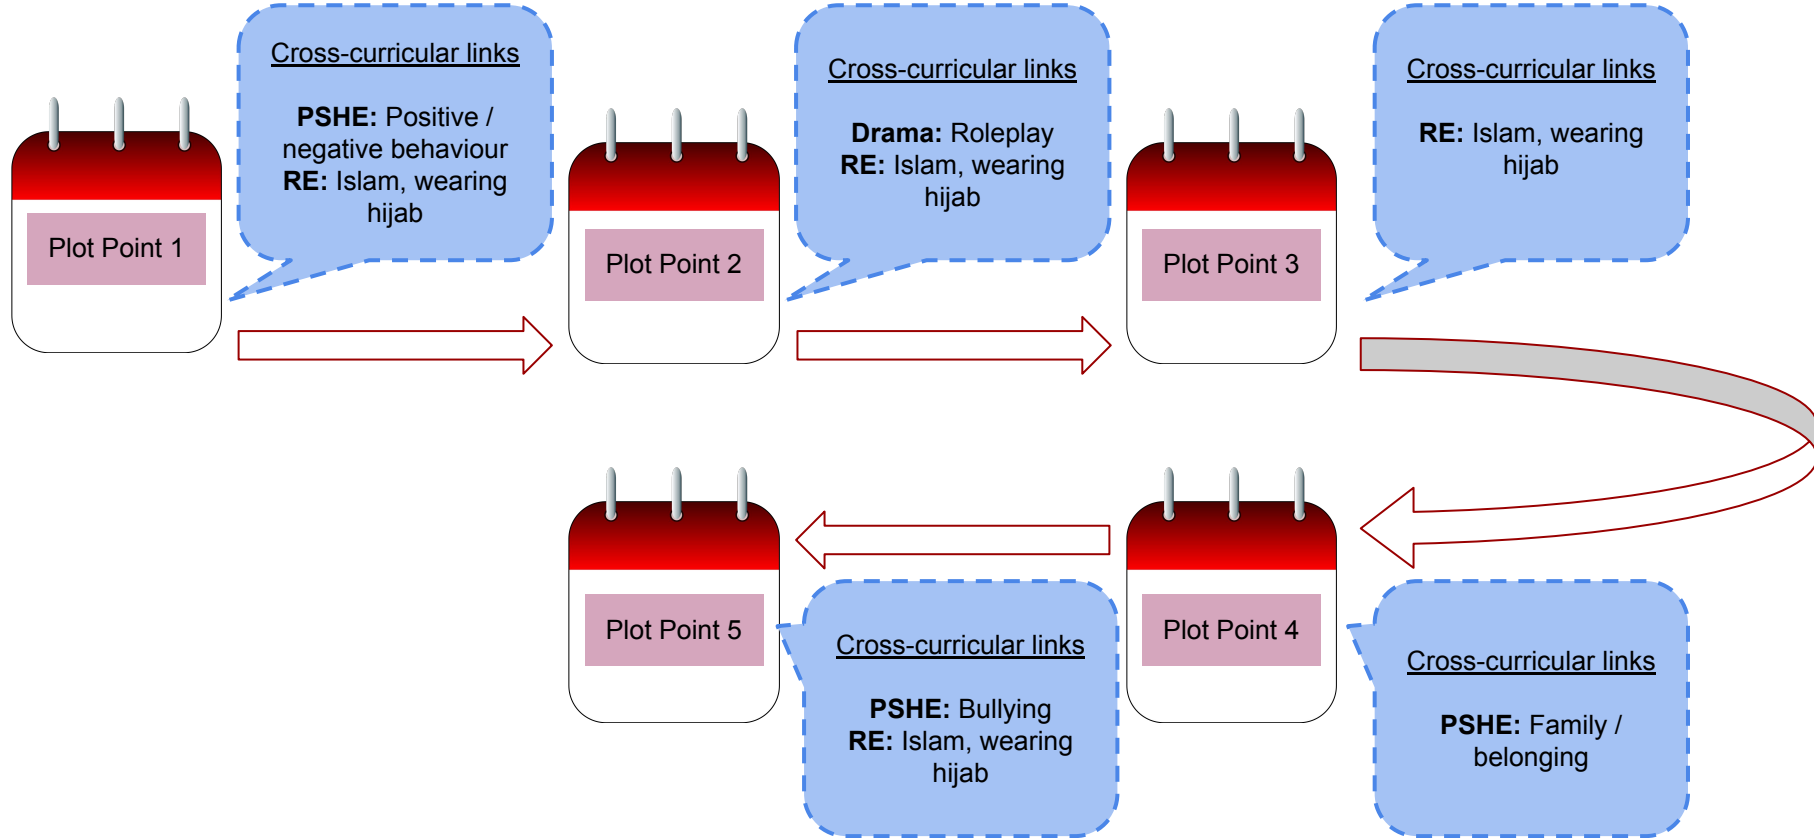 Plot Point 1
Cross-curricular links
PSHE: Positive /
negative behaviour
RE: Islam, wearing
hijab
Plot Point 2
Cross-curricular links
Drama: Roleplay
RE: Islam, wearing
hijab
Plot Point 3
Cross-curricular links
RE: Islam, wearing
hijab
Plot Point 4
Cross-curricular links
PSHE: Family /
belonging
Plot Point 5
Cross-curricular links
PSHE: Bullying
RE: Islam, wearing
hijab